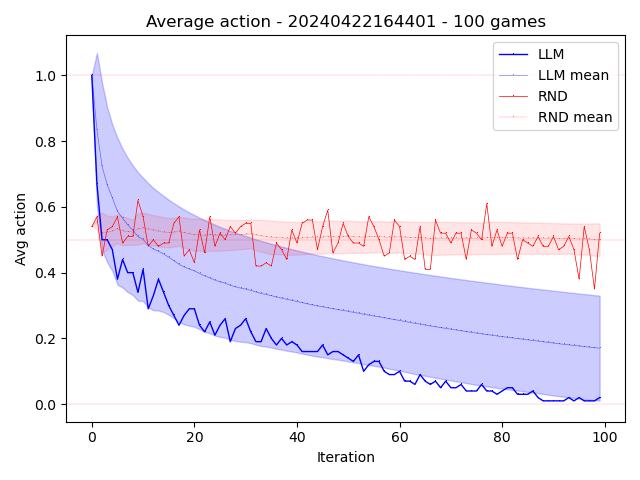 Average action - 20240422164401 - 100 games
LLM
LLM mean
RND
RND mean
Avg action
1.0
0.8
0.6
0.4
0.2
0.0
0
20
40
60
80
100
Iteration